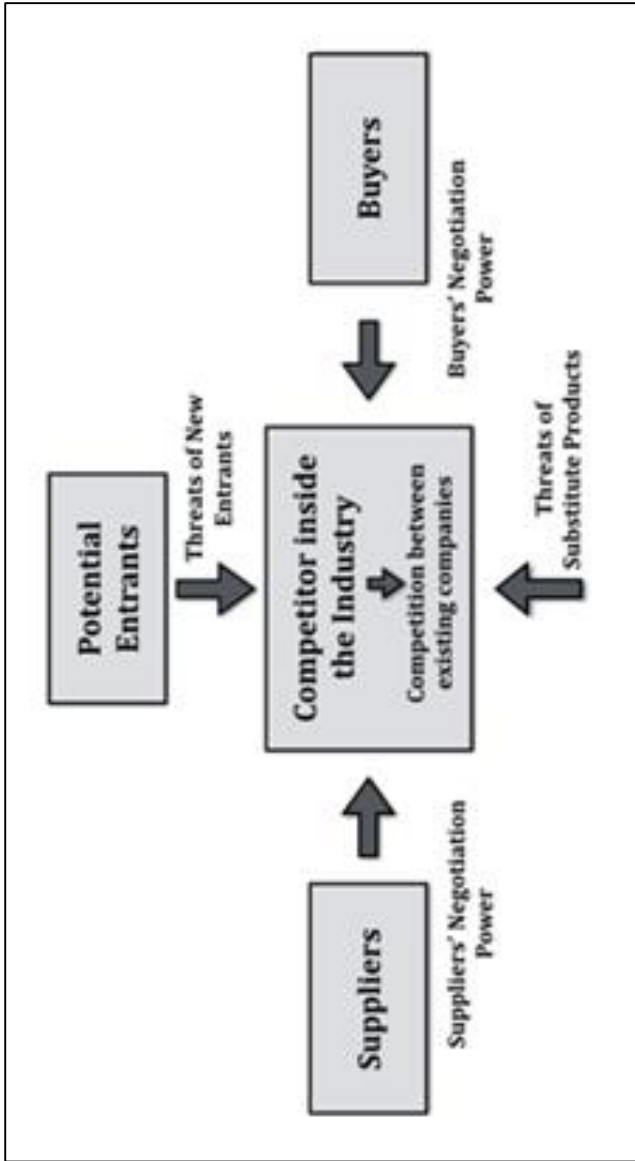 Potential
Entrants
Threats of New
Entrants
Suppliers
Suppliers' Negotiation
Power
Competitor inside
the Industry
Competition between
existing companies
Buyers
Buyers' Negotiation
Power
Threats of
Substitute Products